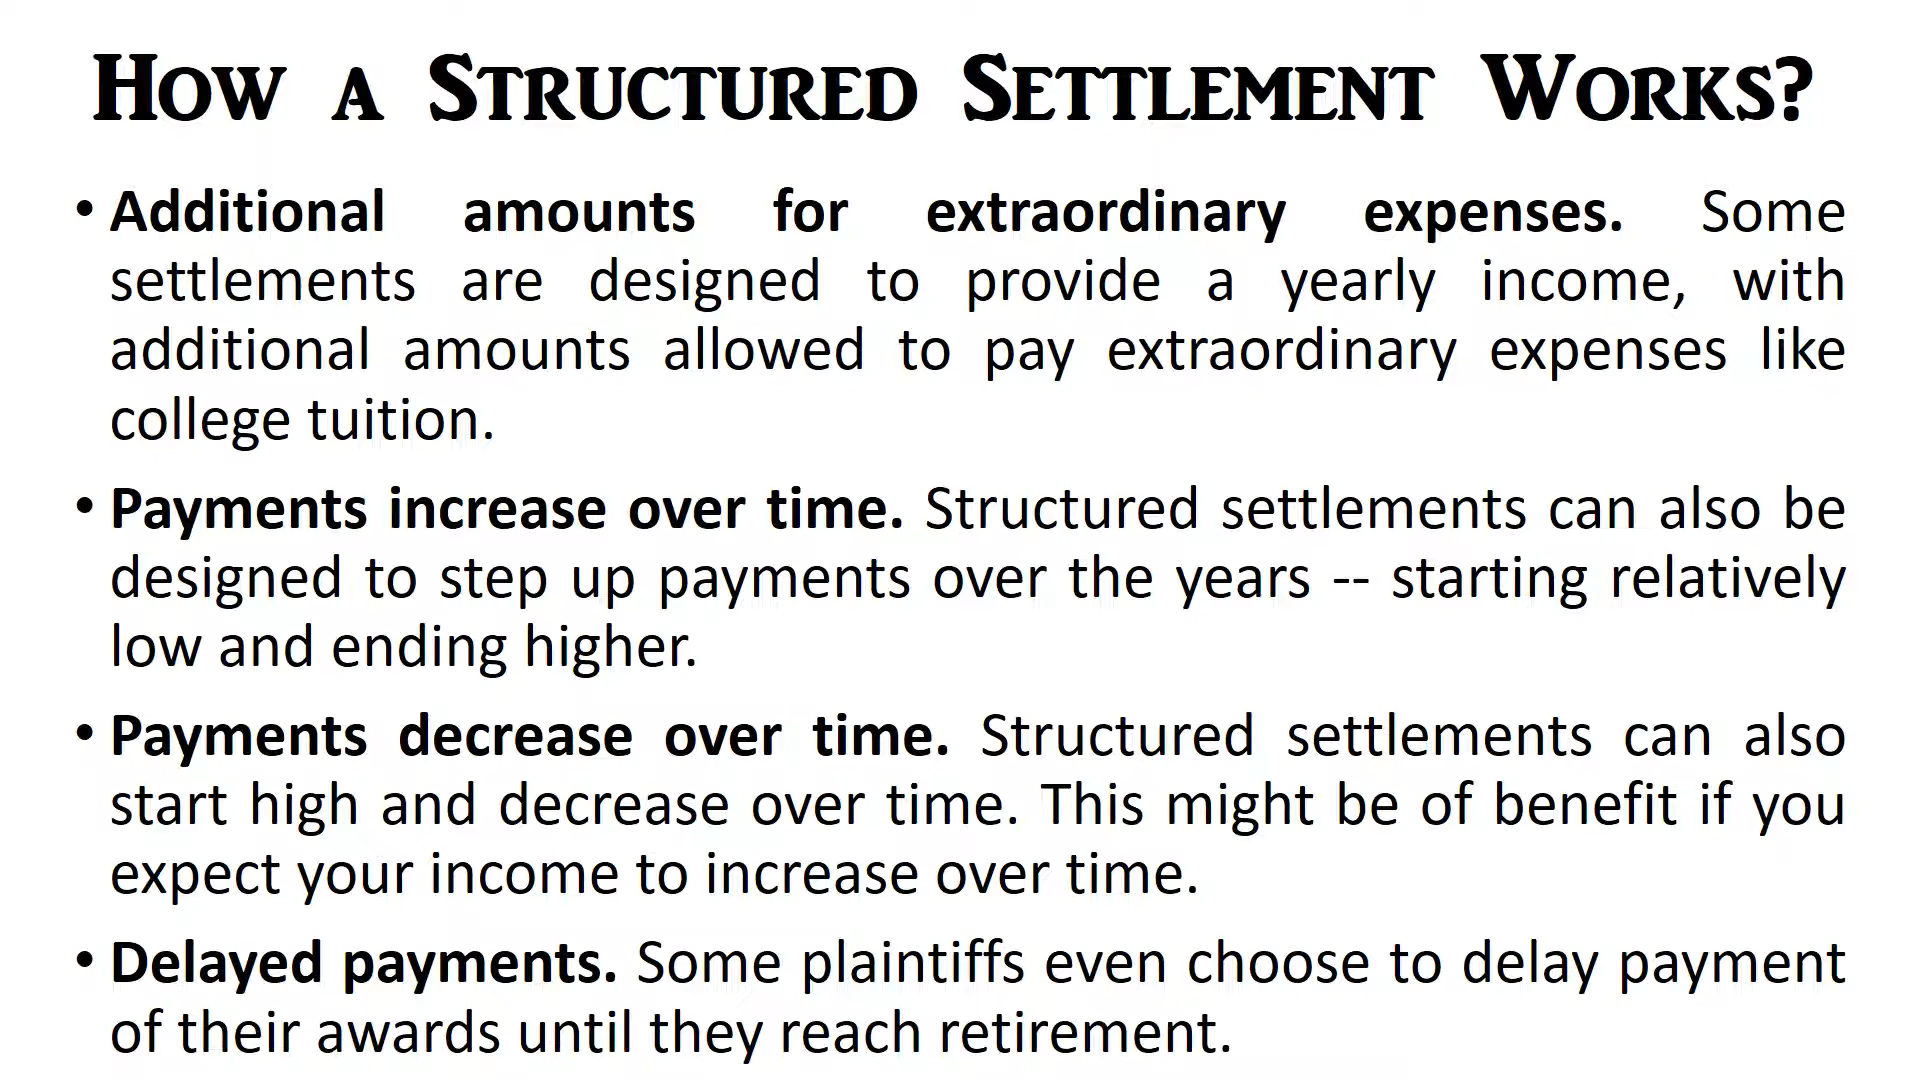 How a Structured Settlement Works?
• Additional amounts for extraordinary expenses. Some
settlements are designed to provide a yearly income, with
additional amounts allowed to pay extraordinary expenses like
college tuition.
• Payments increase over time. Structured settlements can also be
designed to step up payments over the years -- starting relatively
low and ending higher.
• Payments decrease over time. Structured settlements can also
start high and decrease over time. This might be of benefit if you
expect your income to increase over time.
• Delayed payments. Some plaintiffs even choose to delay payment
of their awards until they reach retirement.